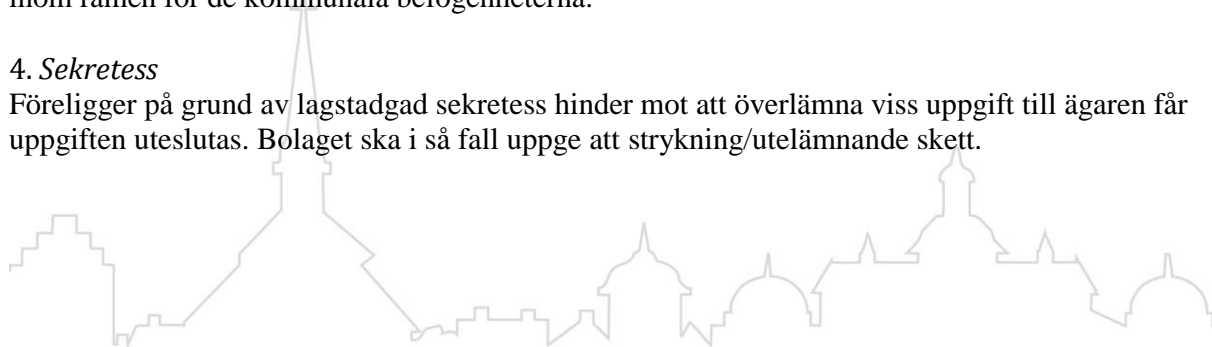 inom ramen för de kommunala befogenheterna.
4. Sekretess
Föreligger på grund av lagstadgad sekretess hinder mot att överlämna viss uppgift till ägaren får
uppgiften uteslutas. Bolaget ska i så fall uppge att strykning/utelämnande skett.